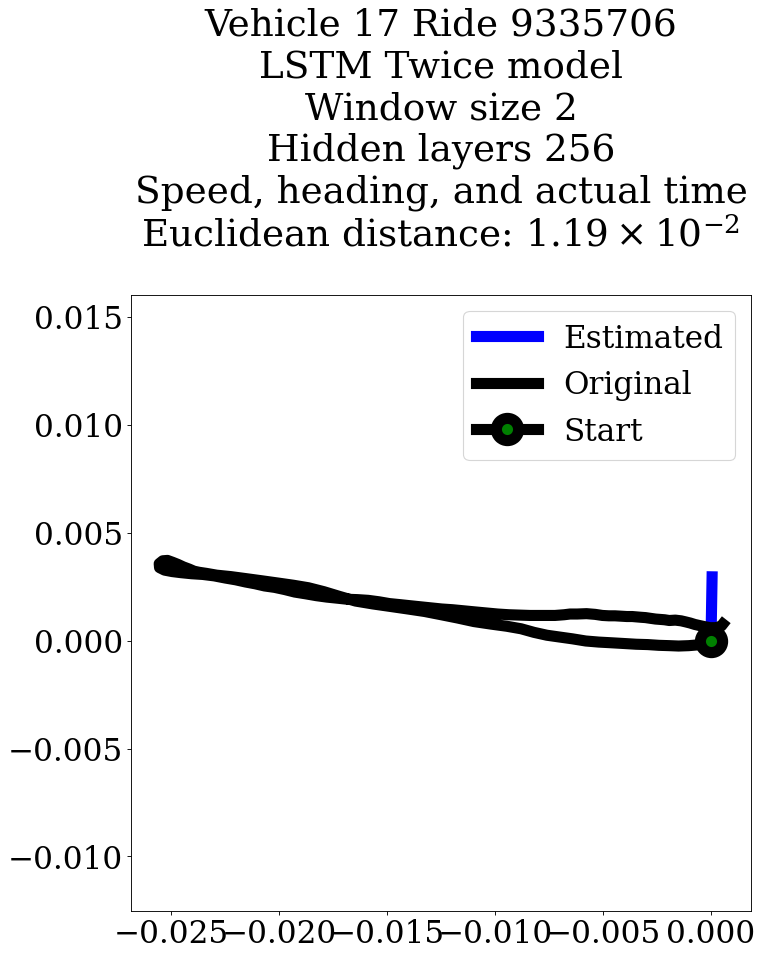 Vehicle 17 Ride 9335706
LSTM Twice model
Window size 2
Hidden layers 256
Speed, heading, and actual time
Euclidean distance: 1.19 × 10⁻²
Estimated
Original
Start
0.015
0.010
0.005
0.000
−0.005
−0.010
−0.025 −0.020 −0.015 −0.010 −0.005 0.000